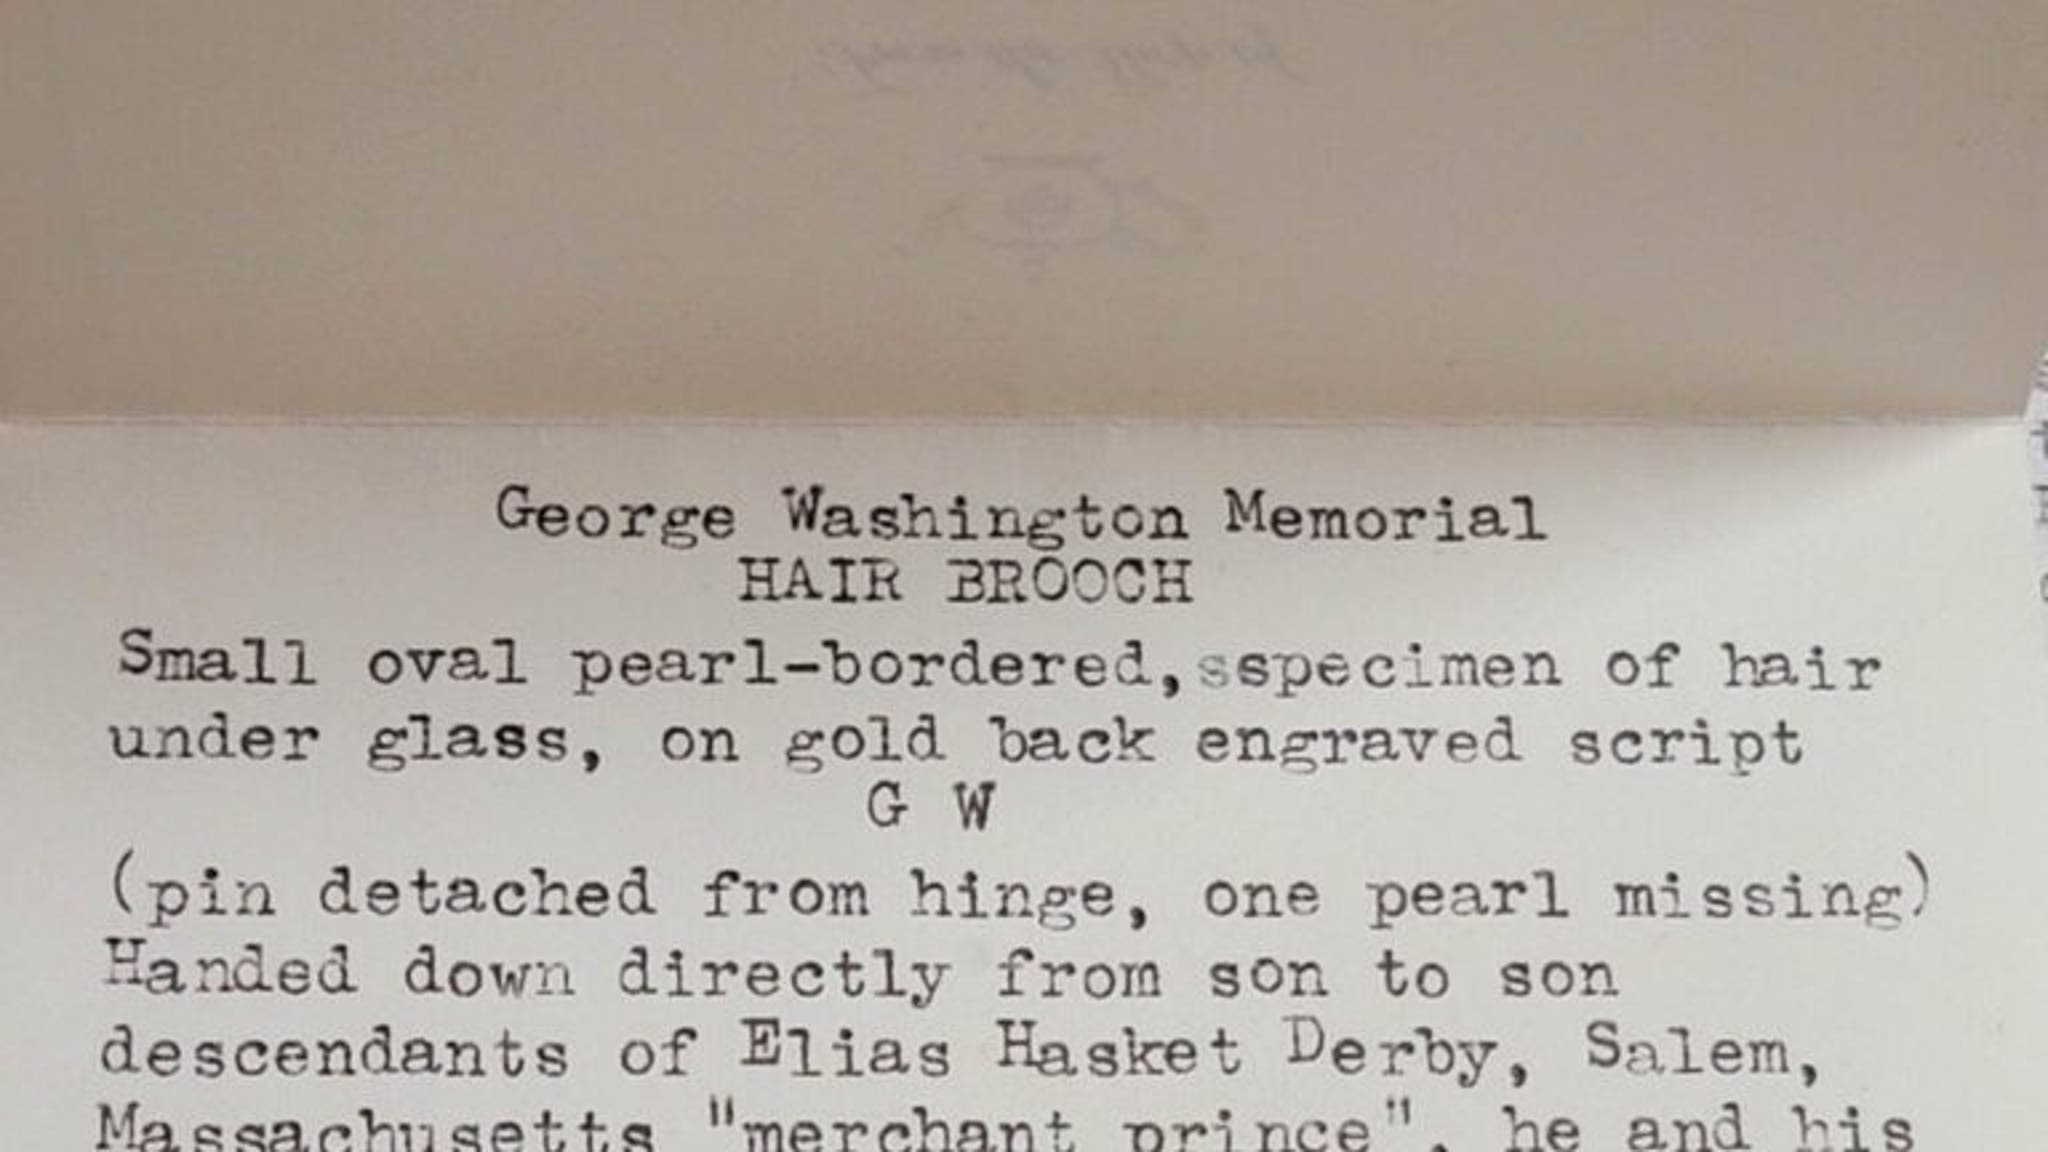 George Washington Memorial
HAIR BROOCH
Small oval pearl-bordered,sspecimen of hair
under glass, on gold back engraved script
G W
(pin detached from hinge, one pearl missing)
Handed down directly from son to son
descendants of Elias Hasket Derby, Salem,
Massachusetts "merchant prince", he and his